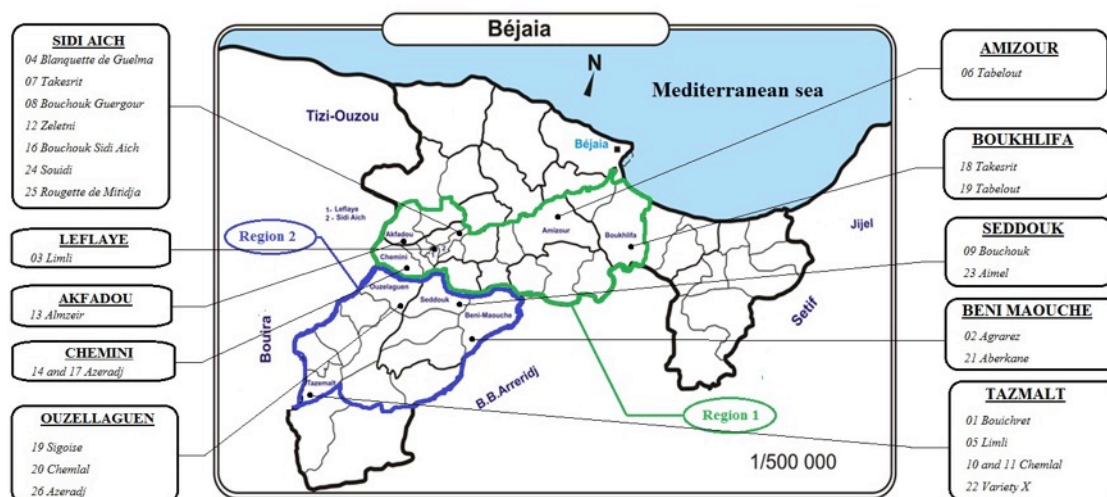 Béjaia
SIDI AICH
04 Blanquette de Guelma
07 Takesrit
08 Bouchouk Guergour
12 Zeletni
16 Bouchouk Sidi Aich
24 Souidi
25 Rougette de Mitidja
LEFLAYE
03 Limli
AKFADOU
13 Almzeir
CHEMINI
14 and 17 Azeradj
OUZELLAGUEN
19 Sigoise
20 Chemlal
26 Azeradj
N
Mediterranean sea
Tizi-Ouzou
Béjaia
1- Leflaye
2 - Sidi Aich
Region 2
Akfadou
Chemini
Amizour
Boukhlifa
Jijel
Ouzelaguen
Seddouk
Beni-Maouche
Setif
Bouira
Tazemalt
B.B.Arreridj
Region 1
1/500 000
AMIZOUR
06 Tabelout
BOUKHLIFA
18 Takesrit
19 Tabelout
SEDDOUK
09 Bouchouk
23 Aimel
BENI MAOUCHE
02 Agrarez
21 Aberkane
TAZMALT
01 Bouichret
05 Limli
10 and 11 Chemlal
22 Variety X